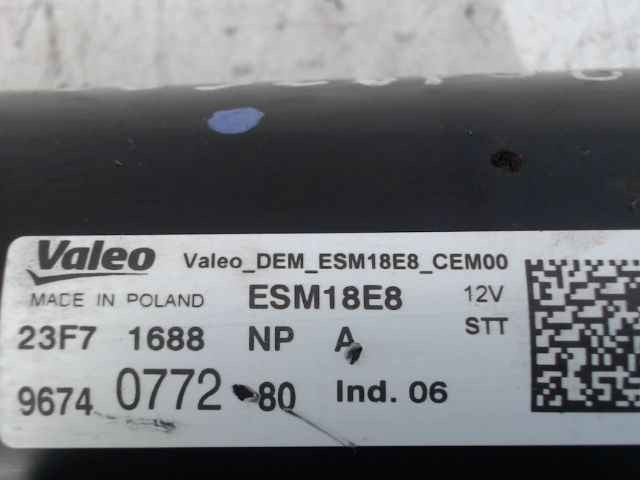 Valeo Valeo_DEM_ESM18E8_CEM00
MADE IN POLAND ESM18E8 12V
23F7 1688 NP A STT
9674 0772 80 Ind. 06